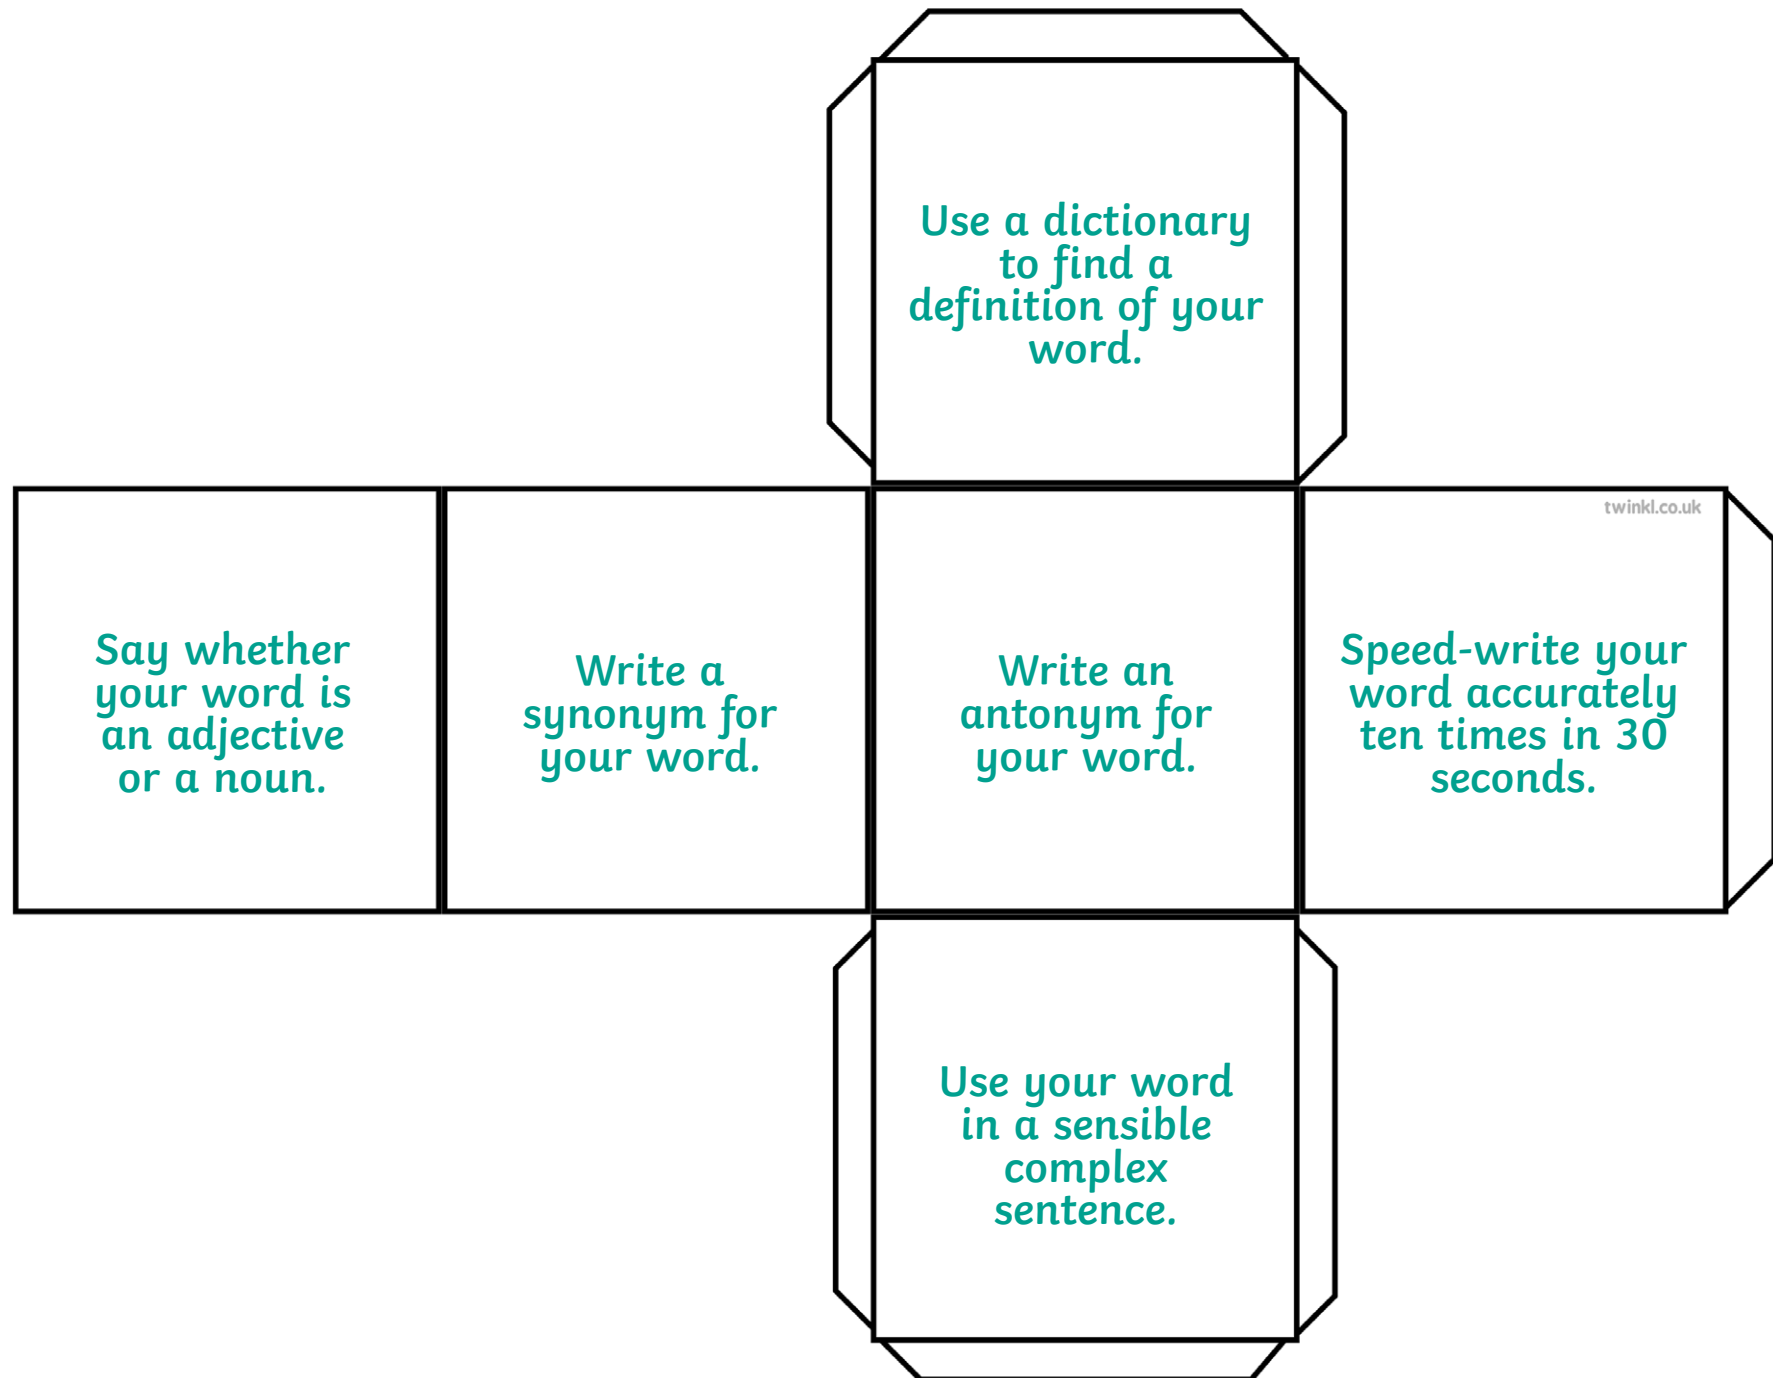 Use a dictionary
to find a
definition of your
word.
twinkl.co.uk
Say whether
your word is
an adjective
or a noun.
Write a
synonym for
your word.
Write an
antonym for
your word.
Speed-write your
word accurately
ten times in 30
seconds.
Use your word
in a sensible
complex
sentence.